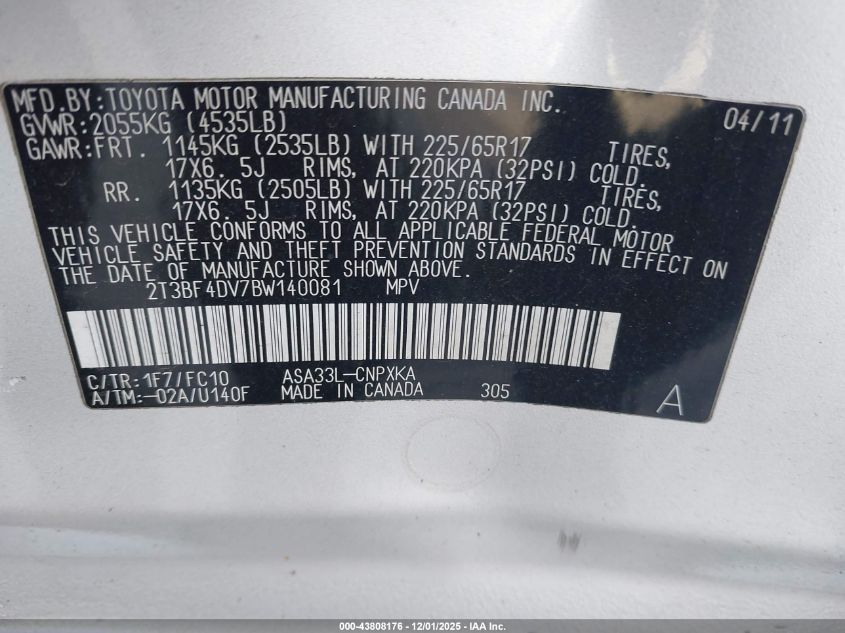 MFD.BY:TOYOTA MOTOR MANUFACTURING CANADA INC. 04/11
GVWR:2055KG (4535LB)
GAWR:FRT. 1145KG (2535LB) WITH 225/65R17 TIRES,
17X6. 5J RIMS, AT 220KPA (32PSI) COLD.
RR. 1135KG (2505LB) WITH 225/65R17 TIRES,
17X6. 5J RIMS, AT 220KPA (32PSI) COLD.
THIS VEHICLE CONFORMS TO ALL APPLICABLE FEDERAL MOTOR
VEHICLE SAFETY AND THEFT PREVENTION STANDARDS IN EFFECT ON
THE DATE OF MANUFACTURE SHOWN ABOVE.
2T3BF4DV7BW140081 MPV
C/TR:1F7/FC10 ASA33L-CNPXKA
A/TM:-02A/U140F MADE IN CANADA 305 A
000-43808176 • 12/01/2025 • IAA Inc.